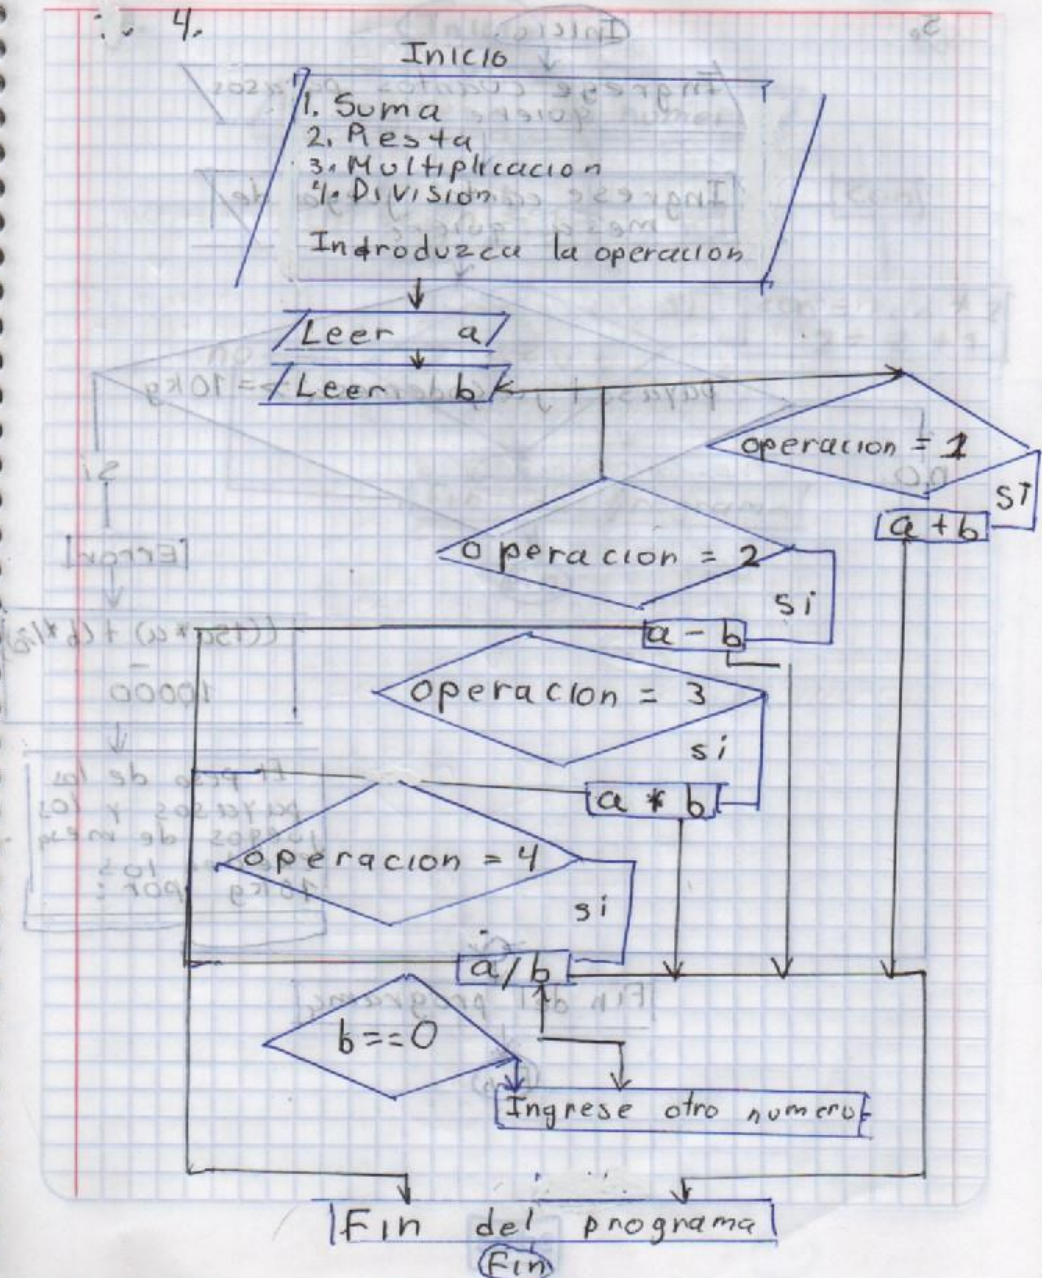 4.
Inicio
1. Suma
2. Resta
3. Multiplicacion
4. División
Introduzca la operacion
Leer a
Leer b
operacion = 1
si
a + b
operacion = 2
si
a - b
operacion = 3
si
a * b
operacion = 4
si
a / b
b == 0
Ingrese otro numero
Fin del programa
Fin